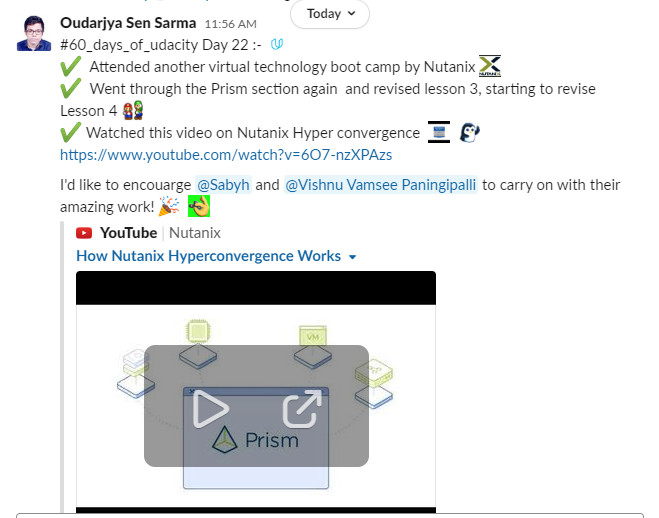 Today
Oudarjya Sen Sarma 11:56 AM
#60_days_of_udacity Day 22 :-
Attended another virtual technology boot camp by Nutanix NUTANIX
Went through the Prism section again and revised lesson 3, starting to revise
Lesson 4
Watched this video on Nutanix Hyper convergence
https://www.youtube.com/watch?v=6O7-nzXPAzs
I'd like to encouarge @Sabyh and @Vishnu Vamsee Paningipalli to carry on with their
amazing work!
YouTube | Nutanix
How Nutanix Hyperconvergence Works
VM
Prism